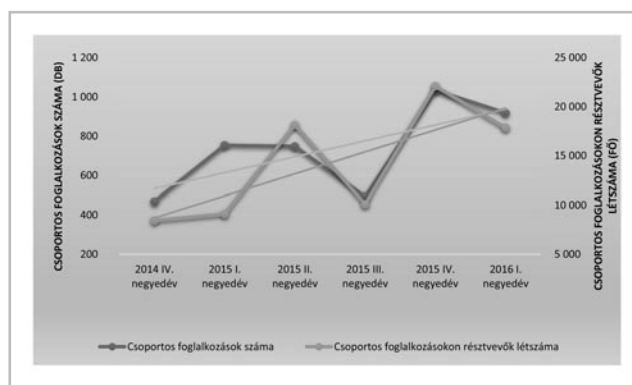 CSOPORTOS FOGLALKOZÁSOK SZÁMA (DB)
1 200
1 000
800
600
400
200
25 000
20 000
15 000
10 000
5 000
CSOPORTOS FOGLALKOZÁSOKON RÉSZTVEVŐK
LÉTSZÁMA (FŐ)
2014 IV.
negyedév
2015 I.
negyedév
2015 II.
negyedév
2015 III.
negyedév
2015 IV.
negyedév
2016 I.
negyedév
Csoportos foglalkozások száma
Csoportos foglalkozásokon résztvevők létszáma